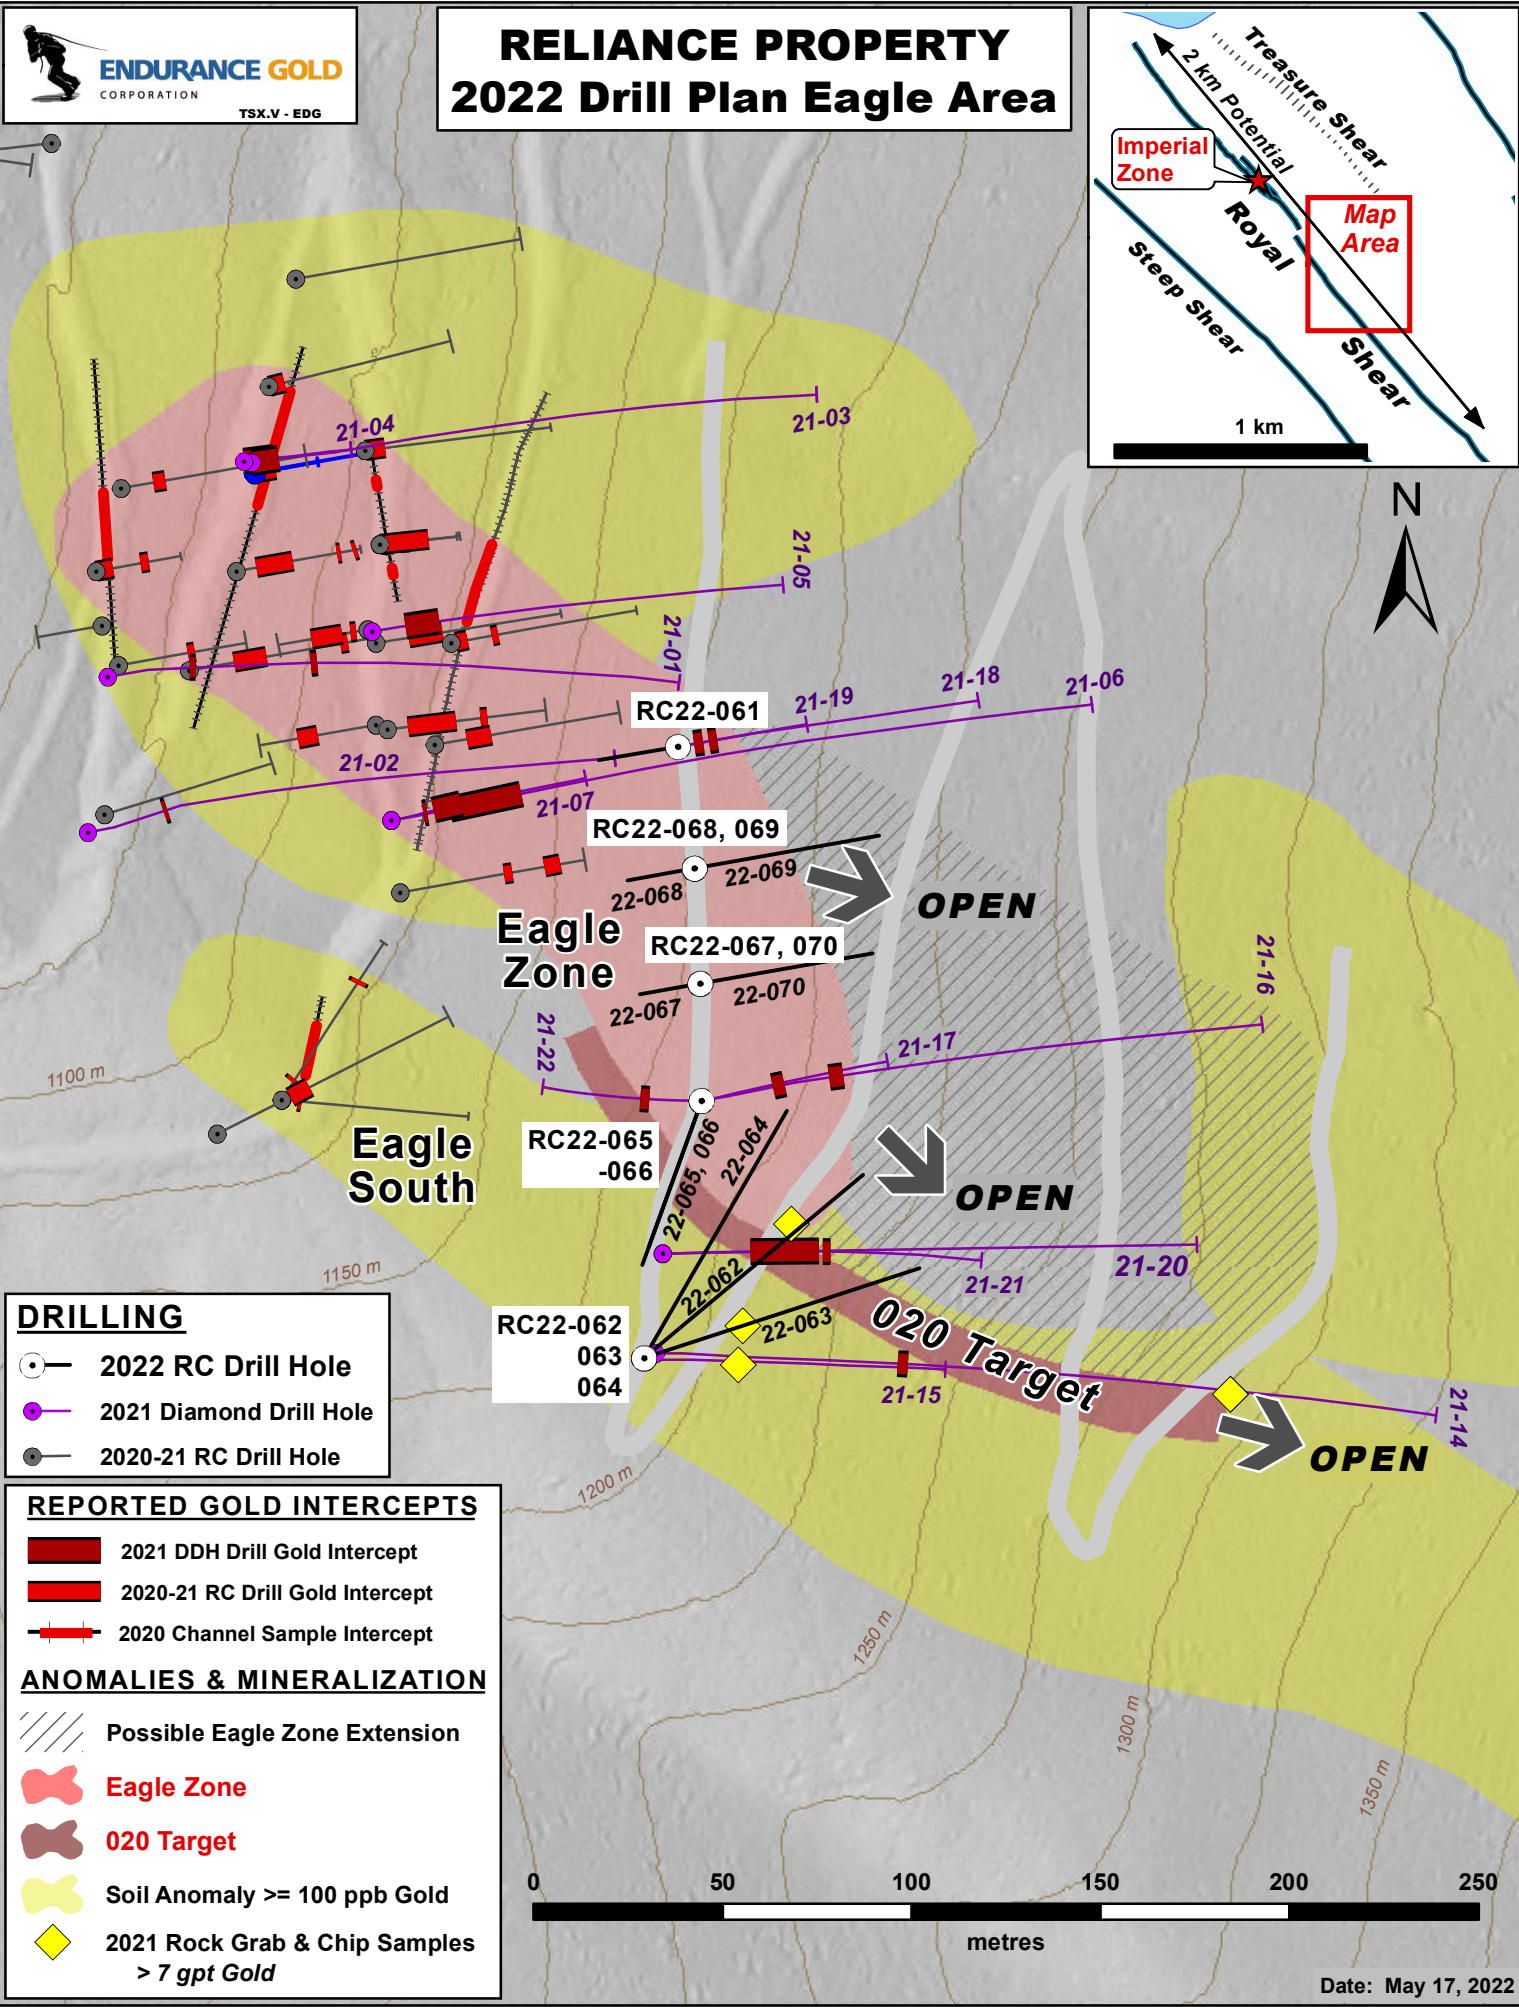 ENDURANCE GOLD
CORPORATION
TSX.V - EDG
RELIANCE PROPERTY
2022 Drill Plan Eagle Area
Treasure Shear
2 km Potential
Imperial
Zone
Royal
Map
Area
Steep Shear
Shear
1 km
N
21-04
21-03
21-05
21-01
21-18
21-06
21-19
RC22-061
21-02
21-07
RC22-068, 069
22-069
22-068
OPEN
Eagle
Zone
RC22-067, 070
22-070
22-067
21-16
21-22
21-17
1100 m
RC22-065
-066
22-065, 066
22-064
Eagle
South
OPEN
1150 m
21-20
21-21
22-062
22-063
020 Target
RC22-062
063
064
21-15
21-14
OPEN
1200 m
1250 m
1300 m
1350 m
DRILLING
2022 RC Drill Hole
2021 Diamond Drill Hole
2020-21 RC Drill Hole
REPORTED GOLD INTERCEPTS
2021 DDH Drill Gold Intercept
2020-21 RC Drill Gold Intercept
2020 Channel Sample Intercept
ANOMALIES & MINERALIZATION
Possible Eagle Zone Extension
Eagle Zone
020 Target
Soil Anomaly >= 100 ppb Gold
2021 Rock Grab & Chip Samples
> 7 gpt Gold
0 50 100 150 200 250
metres
Date: May 17, 2022